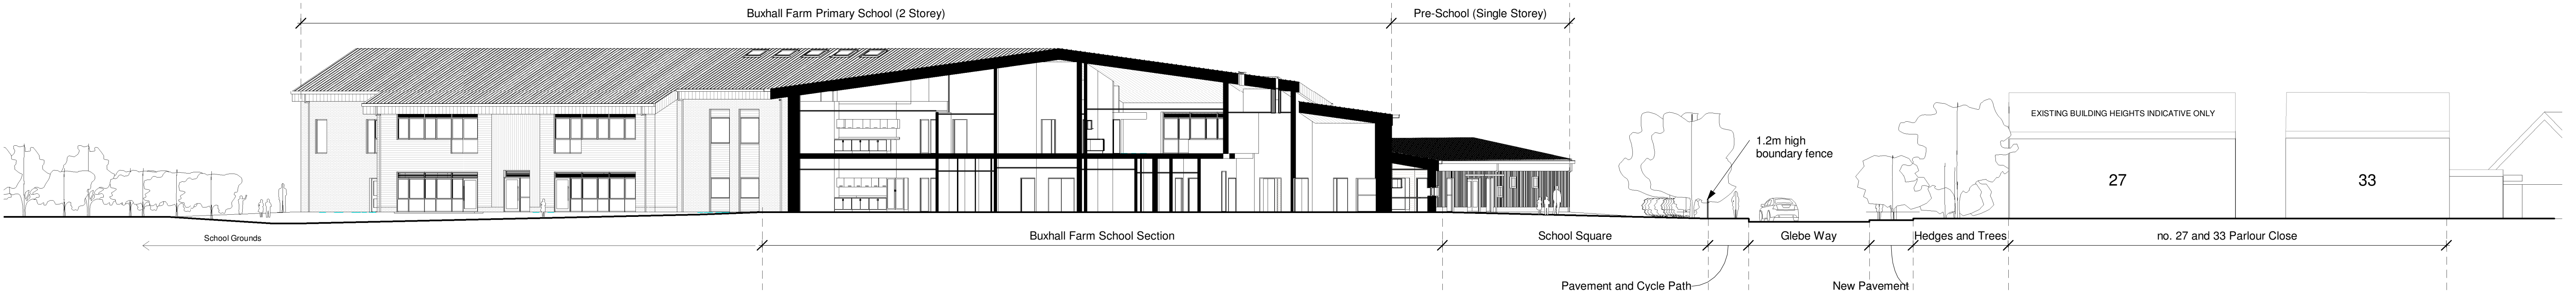 Buxhall Farm Primary School (2 Storey)
Pre-School (Single Storey)
EXISTING BUILDING HEIGHTS INDICATIVE ONLY
1.2m high
boundary fence
27
33
School Grounds
Buxhall Farm School Section
School Square
Glebe Way
Hedges and Trees
no. 27 and 33 Parlour Close
Pavement and Cycle Path
New Pavement